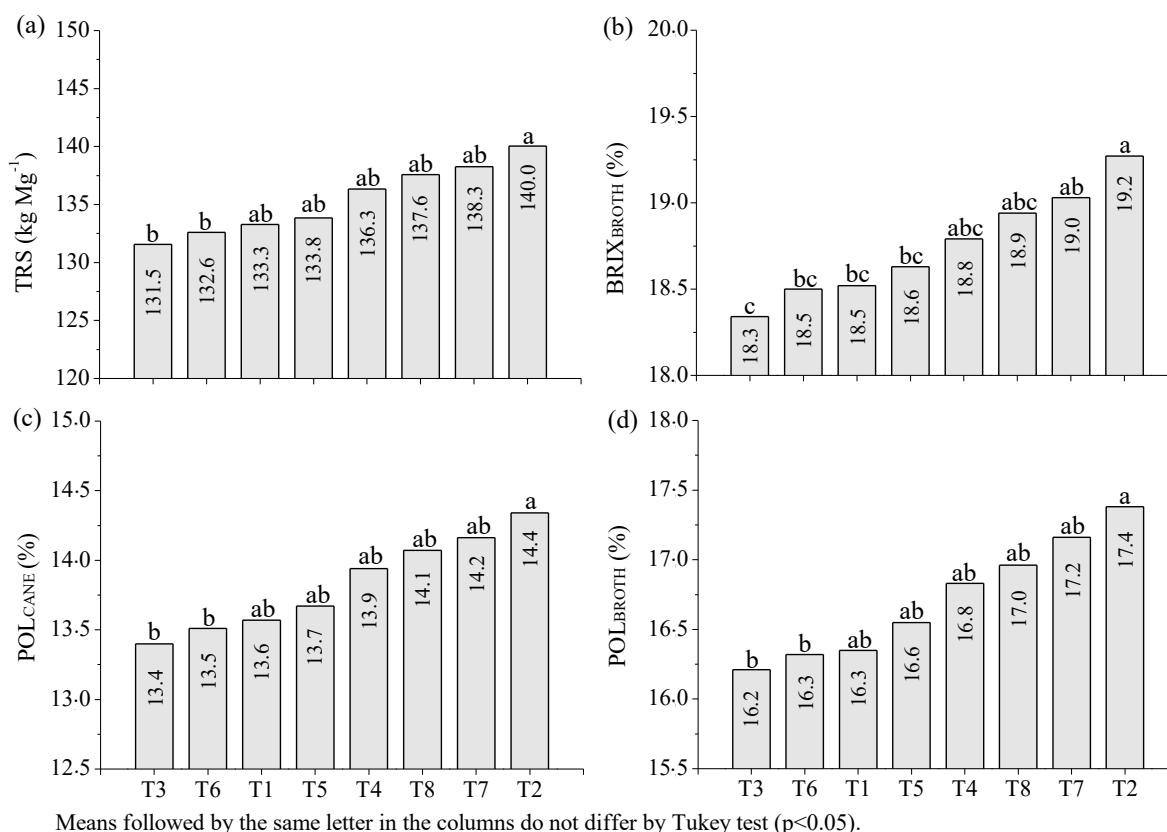 (a)
150
145
140
135
130
125
120
TRS (kg Mg⁻¹)
b b ab ab ab ab ab a
131.5 132.6 133.3 133.8 136.3 137.6 138.3 140.0
(b)
20.0
19.5
19.0
18.5
18.0
BRIXBROTH (%)
c bc bc bc abc abc ab a
18.3 18.5 18.5 18.6 18.8 18.9 19.0 19.2
(c)
15.0
14.5
14.0
13.5
13.0
12.5
POLCANE (%)
b b ab ab ab ab ab a
13.4 13.5 13.6 13.7 13.9 14.1 14.2 14.4
T3 T6 T1 T5 T4 T8 T7 T2
(d)
18.0
17.5
17.0
16.5
16.0
15.5
POLBROTH (%)
b b ab ab ab ab ab a
16.2 16.3 16.3 16.6 16.8 17.0 17.2 17.4
T3 T6 T1 T5 T4 T8 T7 T2
Means followed by the same letter in the columns do not differ by Tukey test (p<0.05).